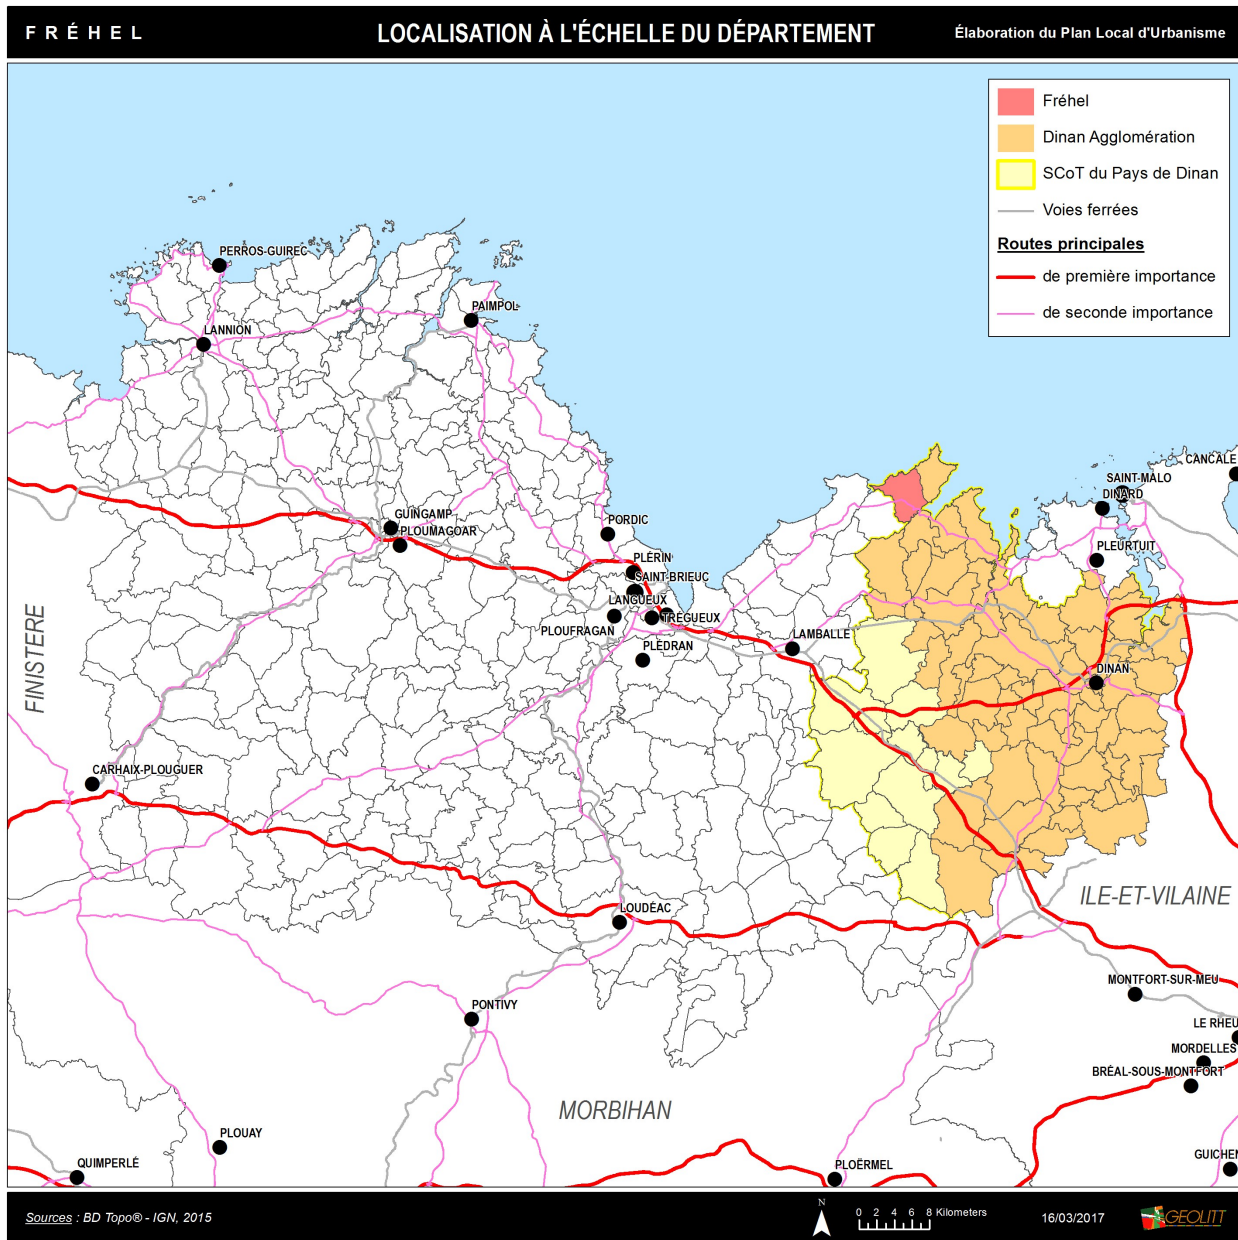 FRÉHEL
LOCALISATION À L'ÉCHELLE DU DÉPARTEMENT
Élaboration du Plan Local d'Urbanisme
Fréhel
Dinan Agglomération
SCoT du Pays de Dinan
Voies ferrées
Routes principales
de première importance
de seconde importance
PERROS-GUIREC
PAIMPOL
LANNION
CANCALE
SAINT-MALO
DINARD
GUINGAMP
PLOUMAGOAR
PORDIC
PLEURTUIT
PLÉRIN
SAINT-BRIEUC
LANGUEUX
TRÉGUEUX
PLOUFRAGAN
PLÉDRAN
LAMBALLE
DINAN
FINISTERE
CARHAIX-PLOUGUER
ILE-ET-VILAINE
LOUDÉAC
MONTFORT-SUR-MEU
PONTIVY
LE RHEU
MORDELLES
BRÉAL-SOUS-MONTFORT
MORBIHAN
PLOUAY
QUIMPERLÉ
PLOËRMEL
GUICHEN
Sources : BD Topo® - IGN, 2015
N
0 2 4 6 8 Kilometers
16/03/2017
GEOLITT